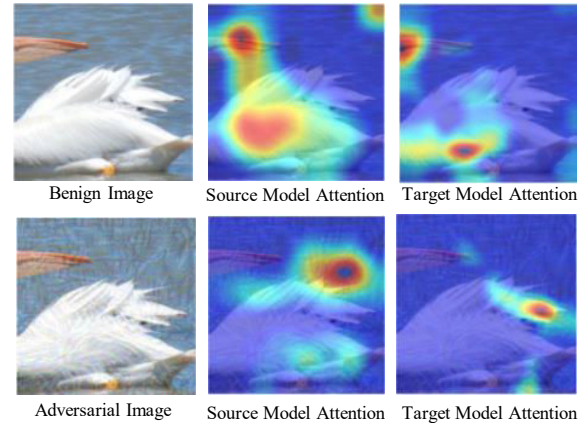 Benign Image
Source Model Attention
Target Model Attention
Adversarial Image
Source Model Attention
Target Model Attention